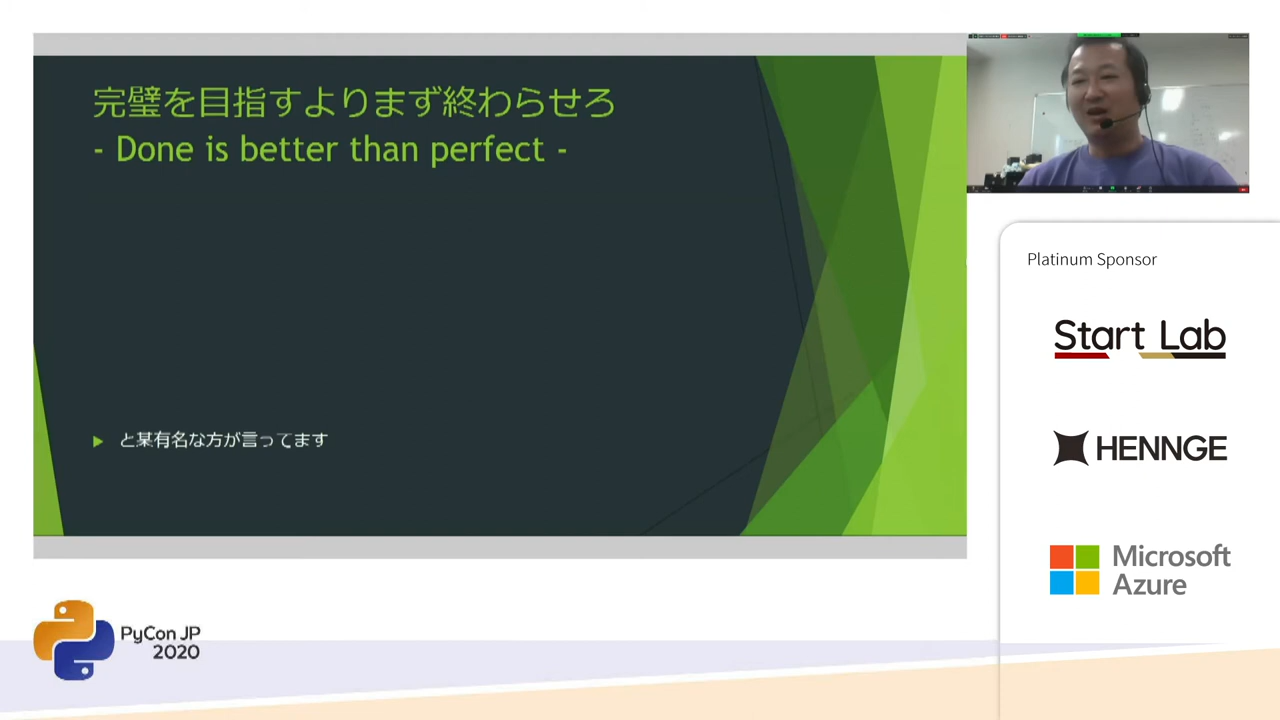 完璧を目指すよりまず終わらせろ
- Done is better than perfect -
と某有名な方が言ってます
Platinum Sponsor
Start Lab
HENNGE
Microsoft
Azure
PyCon JP
2020